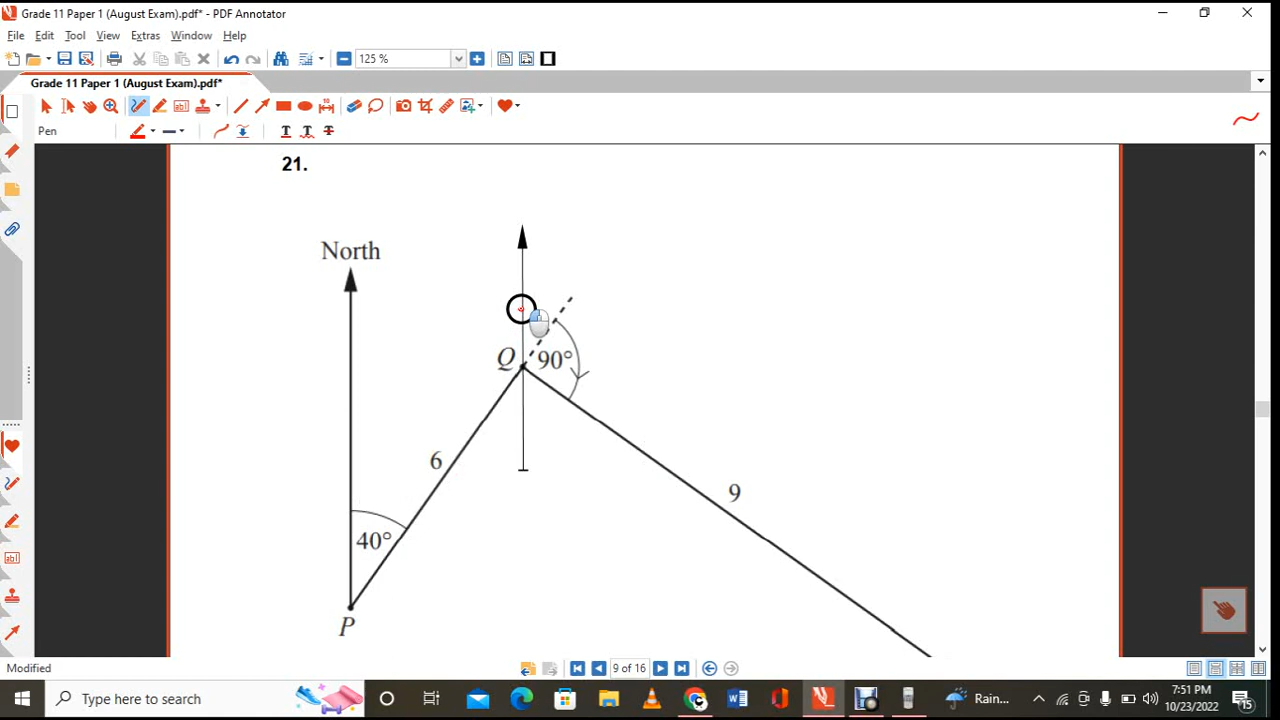 Grade 11 Paper 1 (August Exam).pdf* - PDF Annotator
File Edit Tool View Extras Window Help
125 %
Grade 11 Paper 1 (August Exam).pdf*
Pen
21.
North
Q 90°
6
9
40°
P
Modified
9 of 16
Type here to search
Rain...
7:51 PM
10/23/2022
15